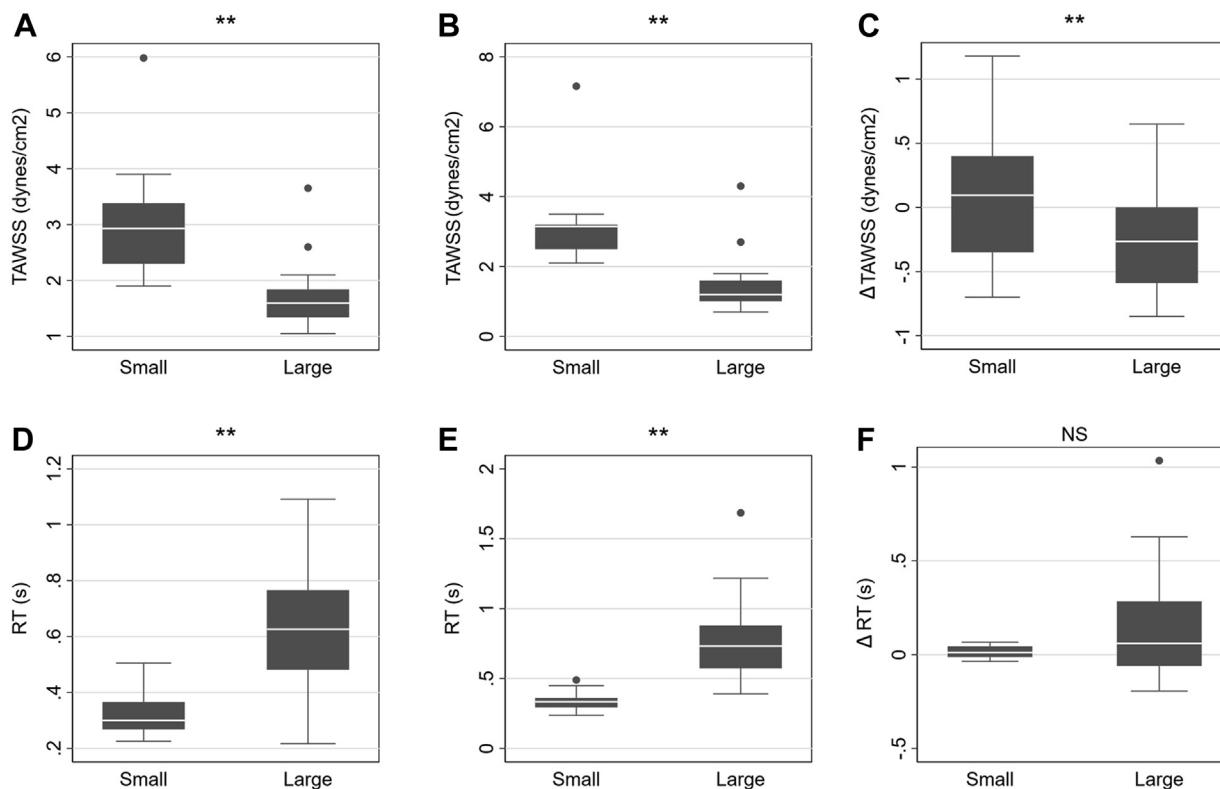 A
**
TAWSS (dynes/cm2)
6
5
4
3
2
1
Small Large
B
**
TAWSS (dynes/cm2)
8
6
4
2
0
Small Large
C
**
Δ TAWSS (dynes/cm2)
1
.5
0
-.5
-1
Small Large
D
**
RT (s)
1.2
1
.8
.6
.4
.2
Small Large
E
**
RT (s)
2
1.5
1
.5
0
Small Large
F
NS
Δ RT (s)
1
.5
0
-.5
Small Large